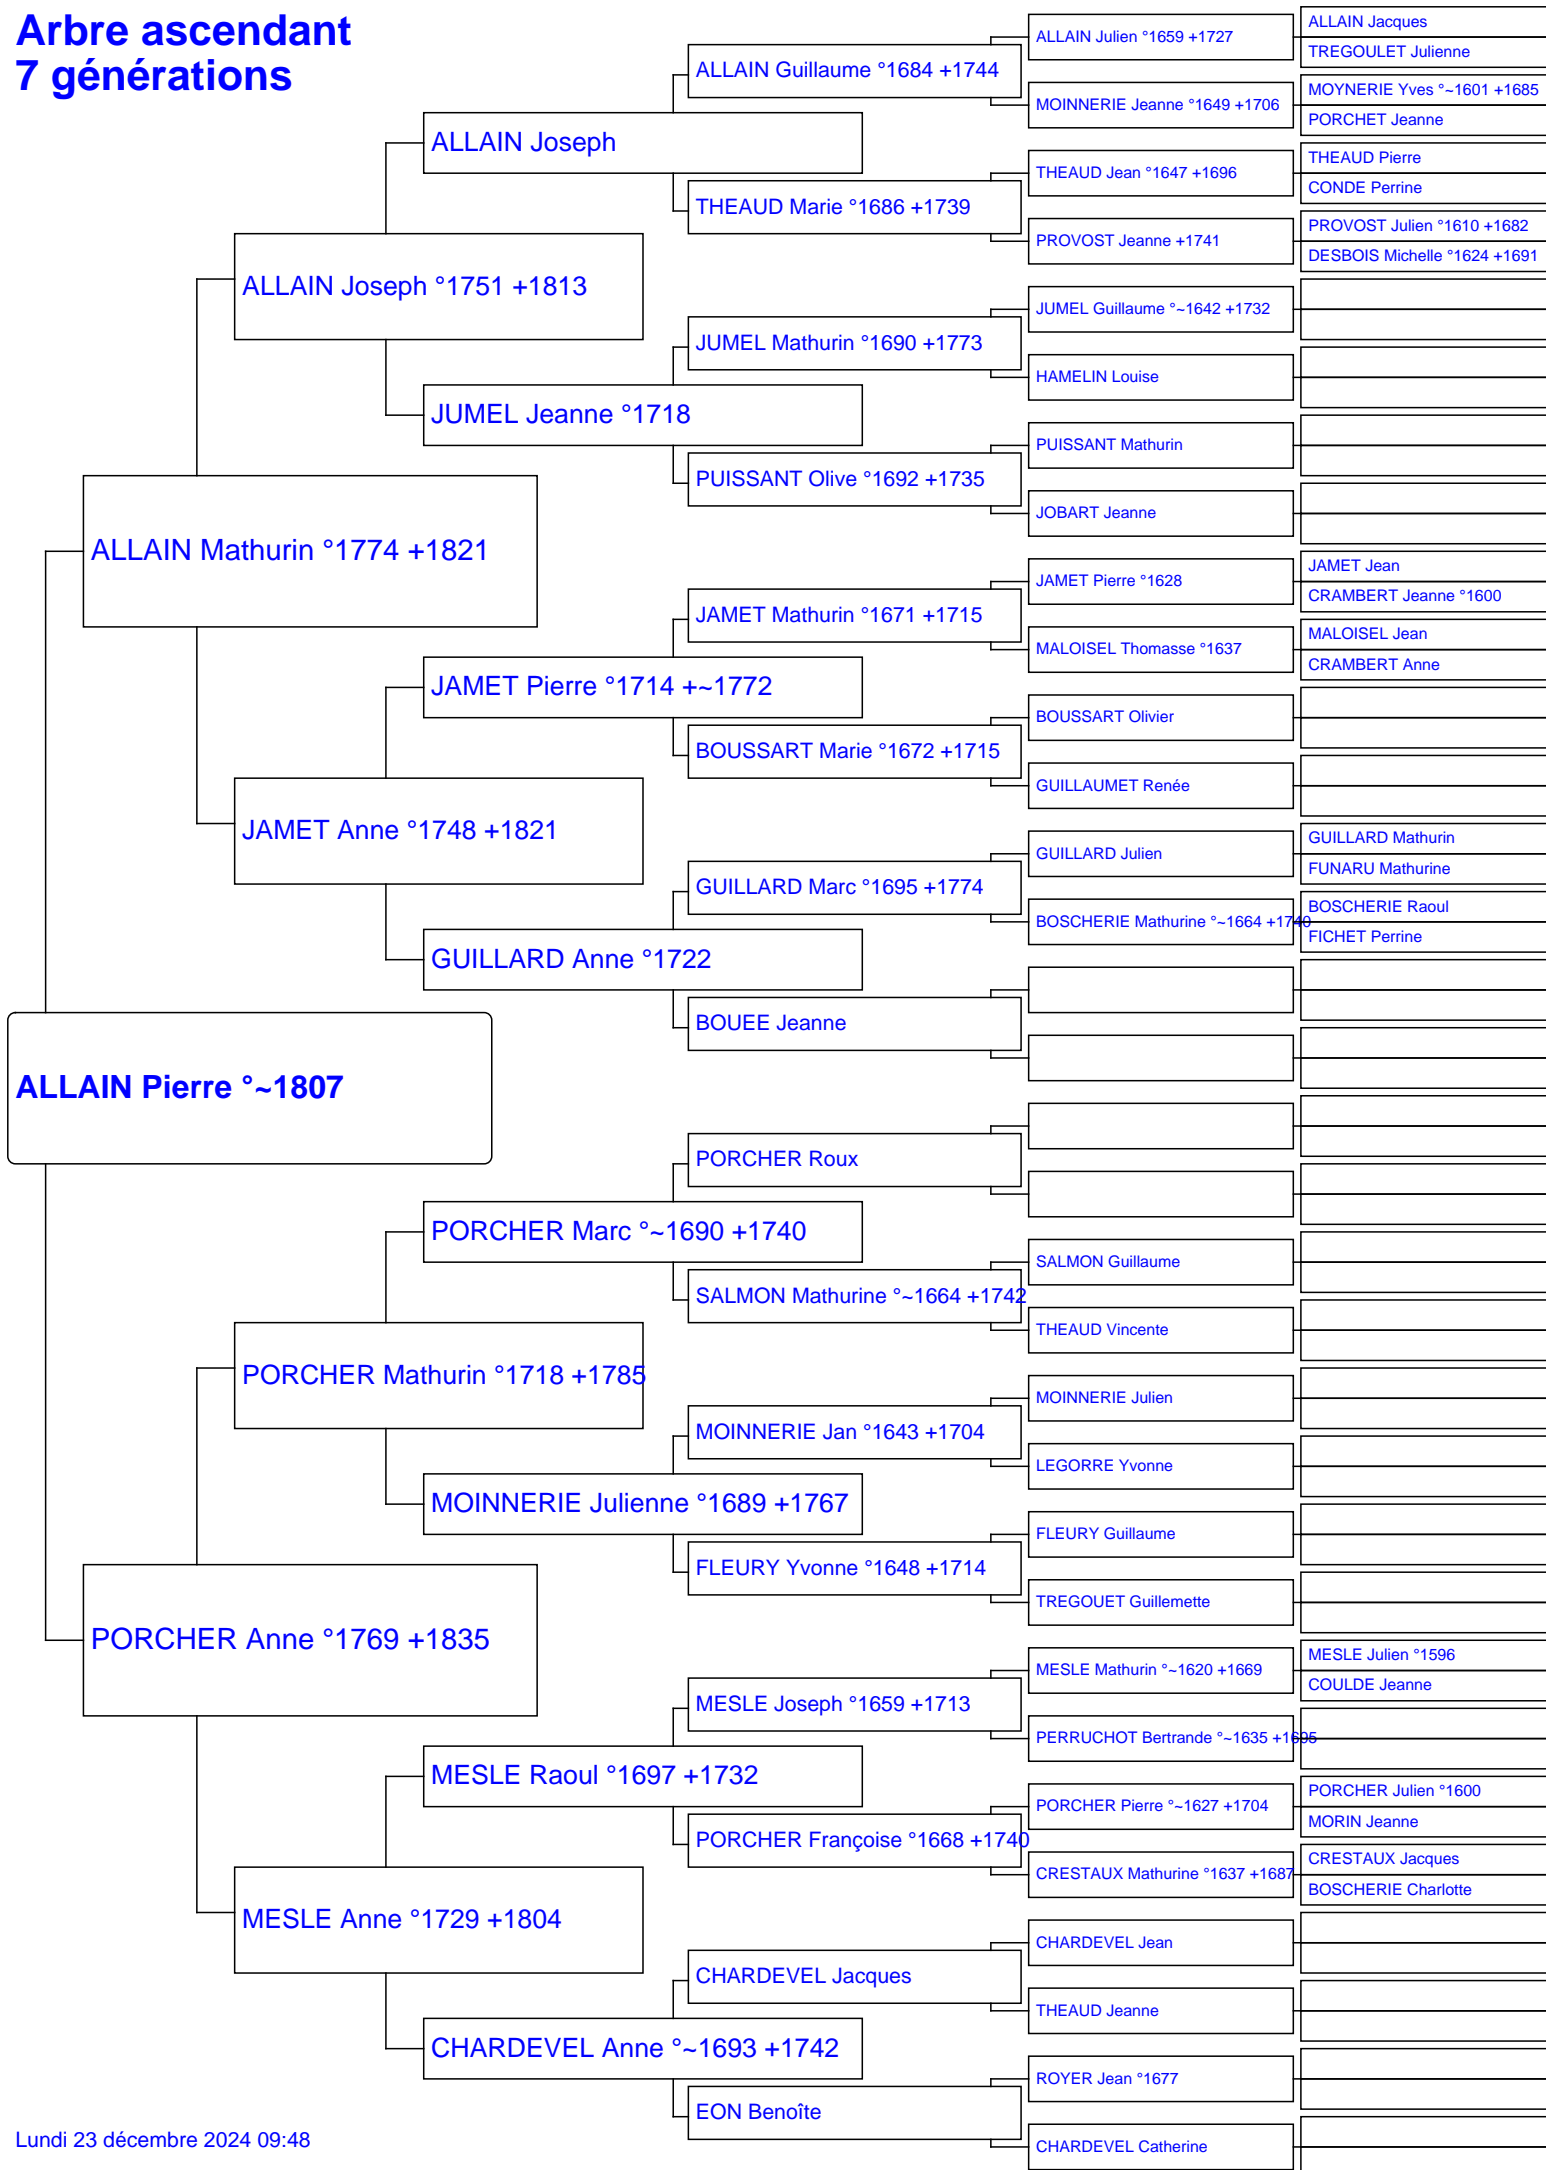 Arbre ascendant
7 générations
ALLAIN Pierre °~1807
ALLAIN Mathurin °1774 +1821
PORCHER Anne °1769 +1835
ALLAIN Joseph °1751 +1813
JAMET Anne °1748 +1821
PORCHER Mathurin °1718 +1785
MESLE Anne °1729 +1804
ALLAIN Joseph
JUMEL Jeanne °1718
JAMET Pierre °1714 +~1772
GUILLARD Anne °1722
PORCHER Marc °~1690 +1740
MOINNERIE Julienne °1689 +1767
MESLE Raoul °1697 +1732
CHARDEVEL Anne °~1693 +1742
ALLAIN Guillaume °1684 +1744
THEAUD Marie °1686 +1739
JUMEL Mathurin °1690 +1773
PUISSANT Olive °1692 +1735
JAMET Mathurin °1671 +1715
BOUSSART Marie °1672 +1715
GUILLARD Marc °1695 +1774
BOUEE Jeanne
PORCHER Roux
SALMON Mathurine °~1664 +1742
MOINNERIE Jan °1643 +1704
FLEURY Yvonne °1648 +1714
MESLE Joseph °1659 +1713
PORCHER Françoise °1668 +1740
CHARDEVEL Jacques
EON Benoîte
ALLAIN Julien °1659 +1727
MOINNERIE Jeanne °1649 +1706
THEAUD Jean °1647 +1696
PROVOST Jeanne +1741
JUMEL Guillaume °~1642 +1732
HAMELIN Louise
PUISSANT Mathurin
JOBART Jeanne
JAMET Pierre °1628
MALOISEL Thomasse °1637
BOUSSART Olivier
GUILLAUMET Renée
GUILLARD Julien
BOSCHERIE Mathurine °~1664 +1740
SALMON Guillaume
THEAUD Vincente
MOINNERIE Julien
LEGORRE Yvonne
FLEURY Guillaume
TREGOUET Guillemette
MESLE Mathurin °~1620 +1669
PERRUCHOT Bertrande °~1635 +1695
PORCHER Pierre °~1627 +1704
CRESTAUX Mathurine °1637 +1687
CHARDEVEL Jean
THEAUD Jeanne
ROYER Jean °1677
CHARDEVEL Catherine
ALLAIN Jacques
TREGOULET Julienne
MOYNERIE Yves °~1601 +1685
PORCHET Jeanne
THEAUD Pierre
CONDE Perrine
PROVOST Julien °1610 +1682
DESBOIS Michelle °1624 +1691
JAMET Jean
CRAMBERT Jeanne °1600
MALOISEL Jean
CRAMBERT Anne
GUILLARD Mathurin
FUNARU Mathurine
BOSCHERIE Raoul
FICHET Perrine
MESLE Julien °1596
COULDE Jeanne
PORCHER Julien °1600
MORIN Jeanne
CRESTAUX Jacques
BOSCHERIE Charlotte
Lundi 23 décembre 2024 09:48